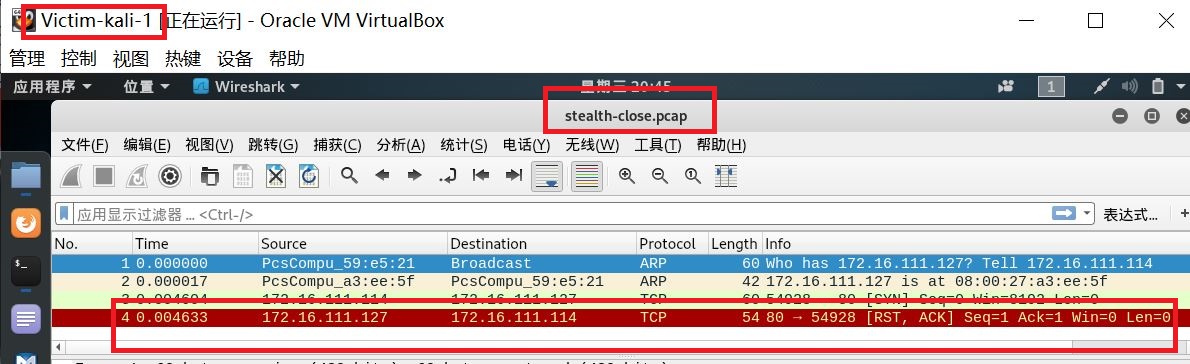 Victim-kali-1 [正在运行] - Oracle VM VirtualBox
管理 控制 视图 热键 设备 帮助
应用程序 位置 Wireshark 星期三 20:45 1
stealth-close.pcap
文件(F) 编辑(E) 视图(V) 跳转(G) 捕获(C) 分析(A) 统计(S) 电话(Y) 无线(W) 工具(T) 帮助(H)
应用显示过滤器 … <Ctrl-/> 表达式…
No. Time Source Destination Protocol Length Info
1 0.000000 PcsCompu_59:e5:21 Broadcast ARP 60 Who has 172.16.111.127? Tell 172.16.111.114
2 0.000017 PcsCompu_a3:ee:5f PcsCompu_59:e5:21 ARP 42 172.16.111.127 is at 08:00:27:a3:ee:5f
3 0.004604 172.16.111.114 172.16.111.127 TCP 60 54928 → 80 [SYN] Seq=0 Win=8192 Len=0
4 0.004633 172.16.111.127 172.16.111.114 TCP 54 80 → 54928 [RST, ACK] Seq=1 Ack=1 Win=0 Len=0